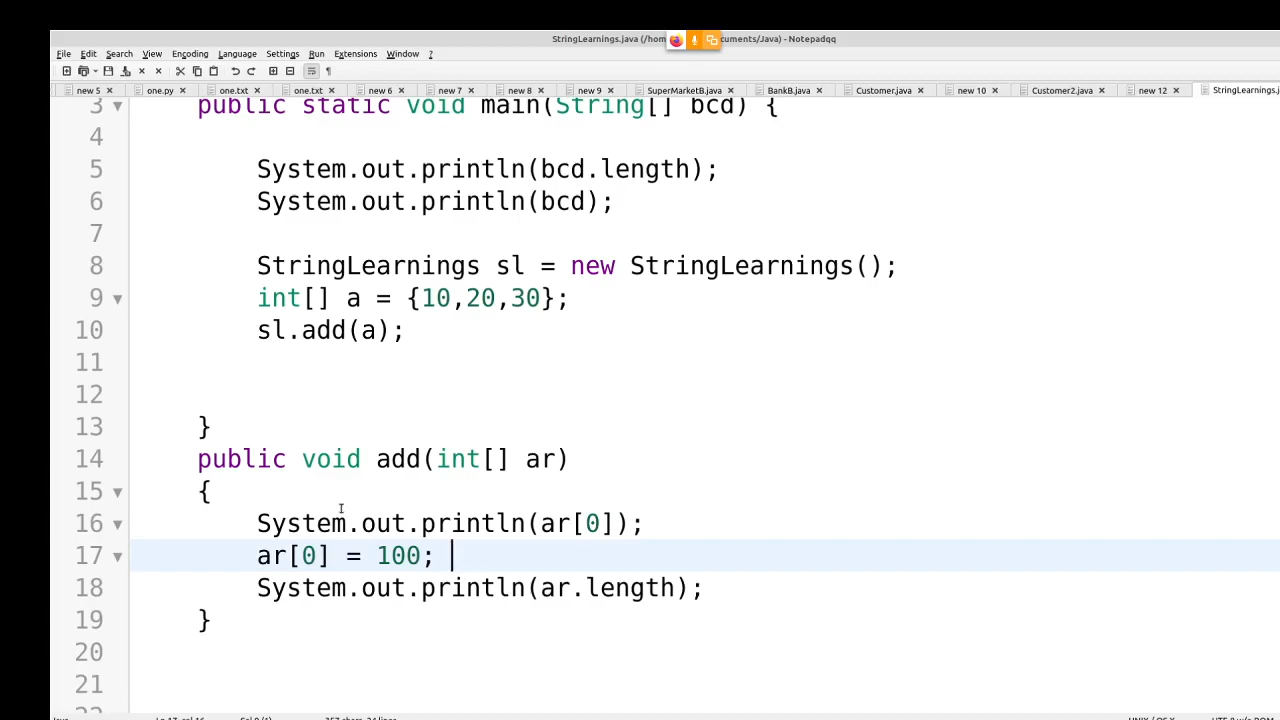 StringLearnings.java (/hom cuments/Java) - Notepadqq
File Edit Search View Encoding Language Settings Run Extensions Window ?
new 5 one.py one.txt one.txt new 6 new 7 new 8 new 9 SuperMarketB.java BankB.java Customer.java new 10 Customer2.java new 12 StringLearnings.j
3 public static void main(String[] bcd) {
4
5 System.out.println(bcd.length);
6 System.out.println(bcd);
7
8 StringLearnings sl = new StringLearnings();
9 int[] a = {10,20,30};
10 sl.add(a);
11
12
13 }
14 public void add(int[] ar)
15 {
16 System.out.println(ar[0]);
17 ar[0] = 100;
18 System.out.println(ar.length);
19 }
20
21